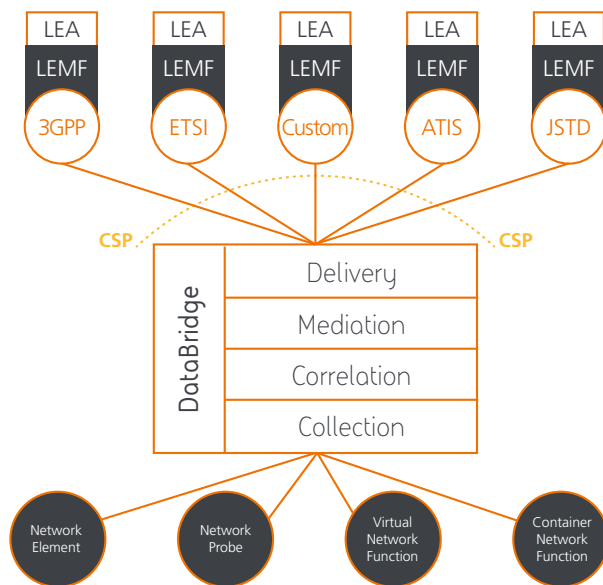 LEA LEA LEA LEA LEA
LEMF LEMF LEMF LEMF LEMF
3GPP ETSI Custom ATIS JSTD
CSP CSP
DataBridge
Delivery
Mediation
Correlation
Collection
Network
Element
Network
Probe
Virtual
Network
Function
Container
Network
Function